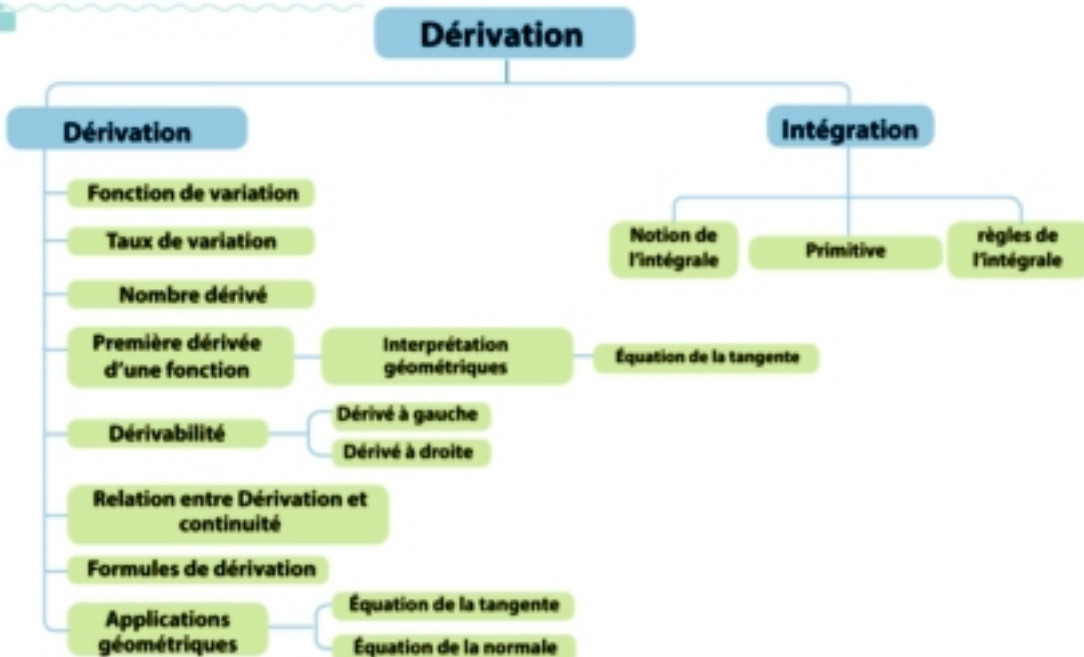 Dérivation
Dérivation
Fonction de variation
Taux de variation
Nombre dérivé
Première dérivée
d'une fonction
Interprétation
géométriques
Équation de la tangente
Dérivabilité
Dérivé à gauche
Dérivé à droite
Relation entre Dérivation et
continuité
Formules de dérivation
Applications
géométriques
Équation de la tangente
Équation de la normale
Intégration
Notion de
l'intégrale
Primitive
règles de
l'intégrale